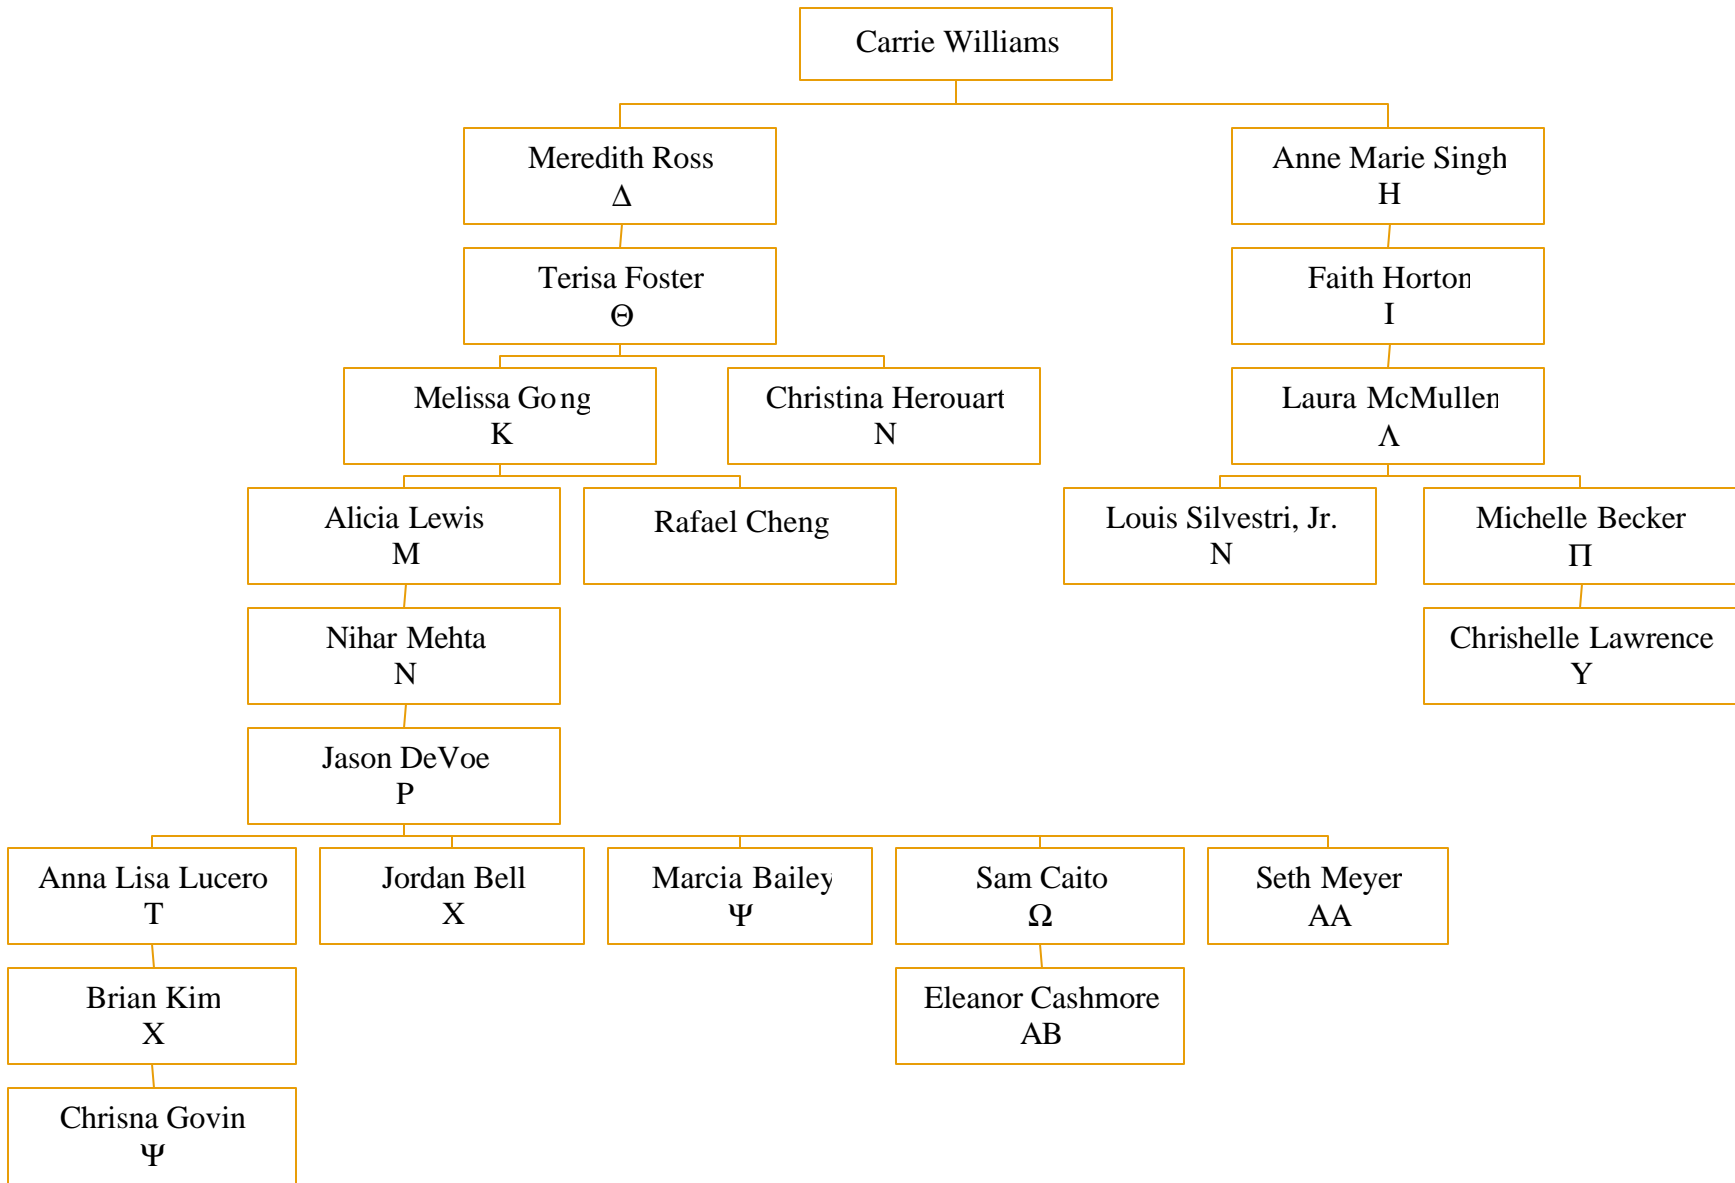 Carrie Williams
Meredith Ross
Δ
Anne Marie Singh
Η
Terisa Foster
Θ
Faith Horton
Ι
Melissa Gong
Κ
Christina Herouart
Ν
Laura McMullen
Λ
Alicia Lewis
Μ
Rafael Cheng
Louis Silvestri, Jr.
Ν
Michelle Becker
Π
Nihar Mehta
Ν
Chrishelle Lawrence
Υ
Jason DeVoe
Ρ
Anna Lisa Lucero
Τ
Jordan Bell
Χ
Marcia Bailey
Ψ
Sam Caito
Ω
Seth Meyer
ΑΑ
Brian Kim
Χ
Eleanor Cashmore
ΑΒ
Chrisna Govin
Ψ